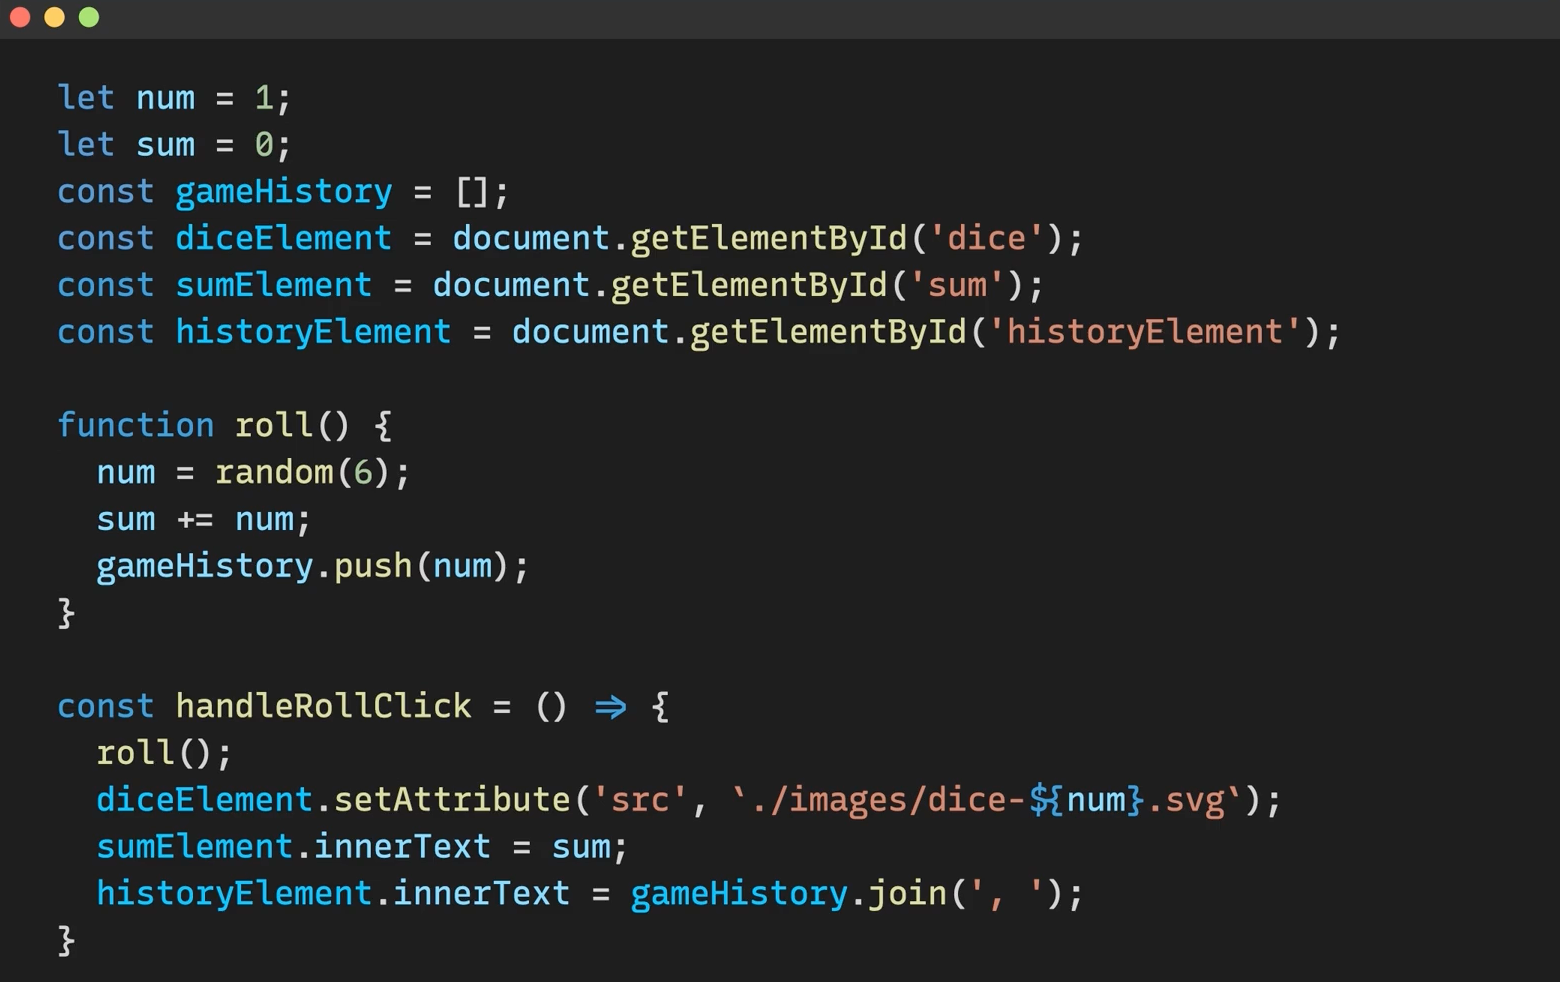 let num = 1;
let sum = 0;
const gameHistory = [];
const diceElement = document.getElementById('dice');
const sumElement = document.getElementById('sum');
const historyElement = document.getElementById('historyElement');

function roll() {
  num = random(6);
  sum += num;
  gameHistory.push(num);
}

const handleRollClick = () => {
  roll();
  diceElement.setAttribute('src', `./images/dice-${num}.svg`);
  sumElement.innerText = sum;
  historyElement.innerText = gameHistory.join(', ');
}